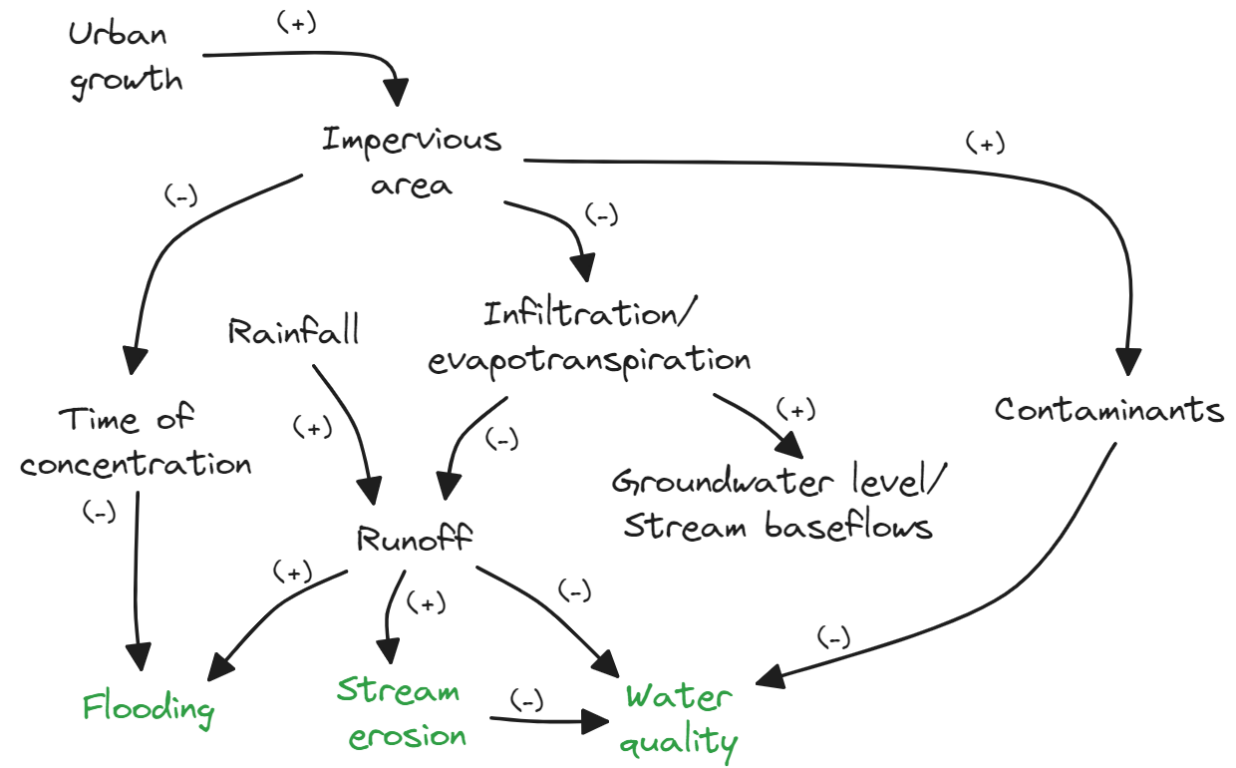 Urban
growth
(+)
Impervious
area
(+)
(-)
(-)
Rainfall
Infiltration/
evapotranspiration
Time of
concentration
(+)
(-)
(+)
Contaminants
Groundwater level/
Stream baseflows
(-)
Runoff
(+)
(+)
(-)
(-)
Flooding
Stream
erosion
(-)
Water
quality